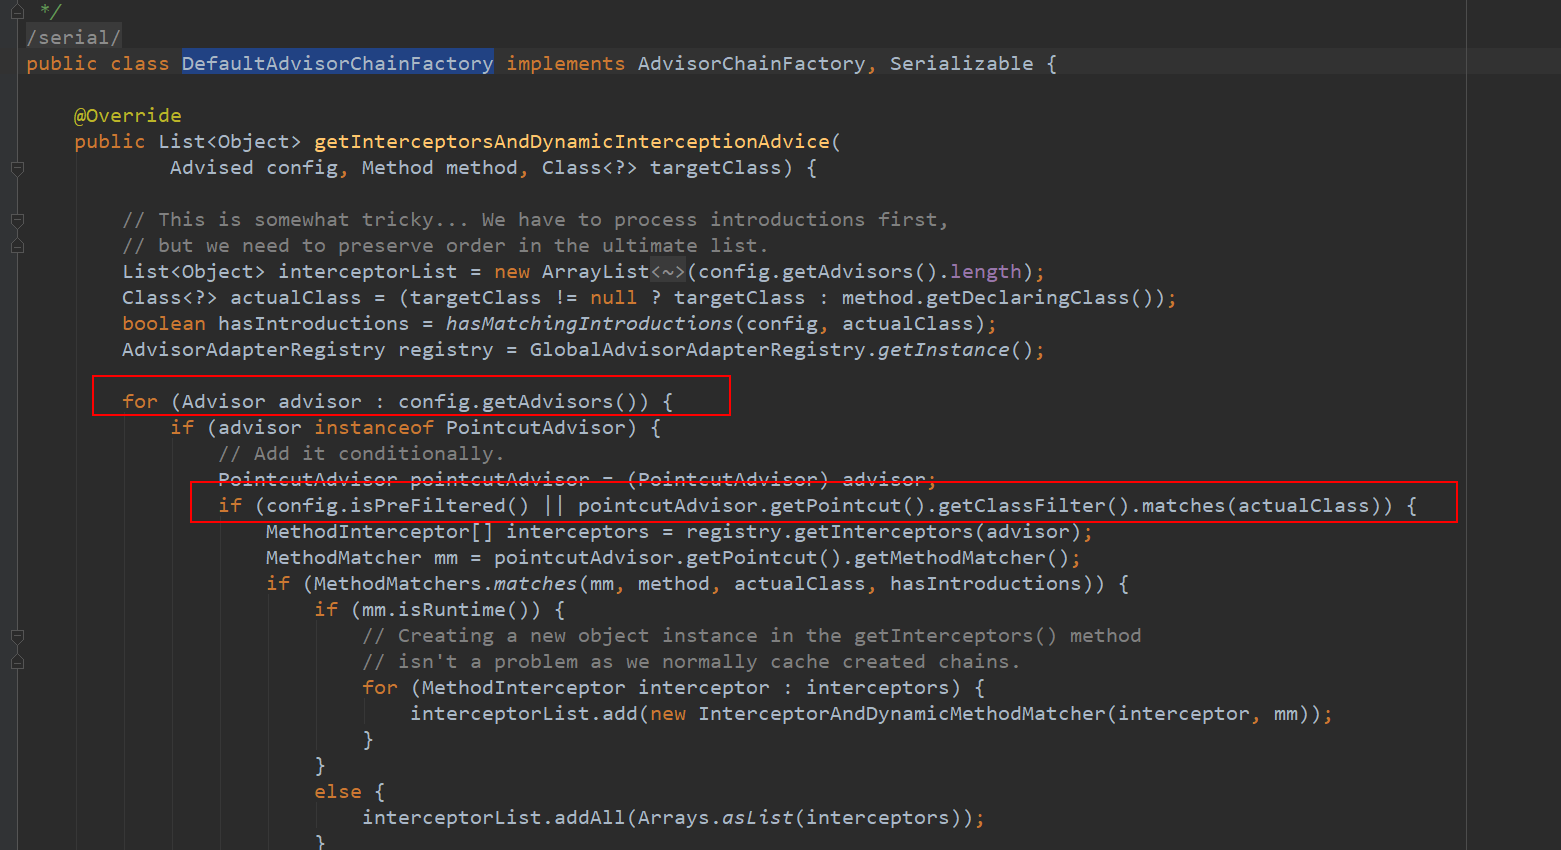 */
/serial/
public class DefaultAdvisorChainFactory implements AdvisorChainFactory, Serializable {
@Override
public List<Object> getInterceptorsAndDynamicInterceptionAdvice(
Advised config, Method method, Class<?> targetClass) {
// This is somewhat tricky... We have to process introductions first,
// but we need to preserve order in the ultimate list.
List<Object> interceptorList = new ArrayList<~>(config.getAdvisors().length);
Class<?> actualClass = (targetClass != null ? targetClass : method.getDeclaringClass());
boolean hasIntroductions = hasMatchingIntroductions(config, actualClass);
AdvisorAdapterRegistry registry = GlobalAdvisorAdapterRegistry.getInstance();
for (Advisor advisor : config.getAdvisors()) {
if (advisor instanceof PointcutAdvisor) {
// Add it conditionally.
PointcutAdvisor pointcutAdvisor = (PointcutAdvisor) advisor;
if (config.isPreFiltered() || pointcutAdvisor.getPointcut().getClassFilter().matches(actualClass)) {
MethodInterceptor[] interceptors = registry.getInterceptors(advisor);
MethodMatcher mm = pointcutAdvisor.getPointcut().getMethodMatcher();
if (MethodMatchers.matches(mm, method, actualClass, hasIntroductions)) {
if (mm.isRuntime()) {
// Creating a new object instance in the getInterceptors() method
// isn't a problem as we normally cache created chains.
for (MethodInterceptor interceptor : interceptors) {
interceptorList.add(new InterceptorAndDynamicMethodMatcher(interceptor, mm));
}
}
else {
interceptorList.addAll(Arrays.asList(interceptors));
}